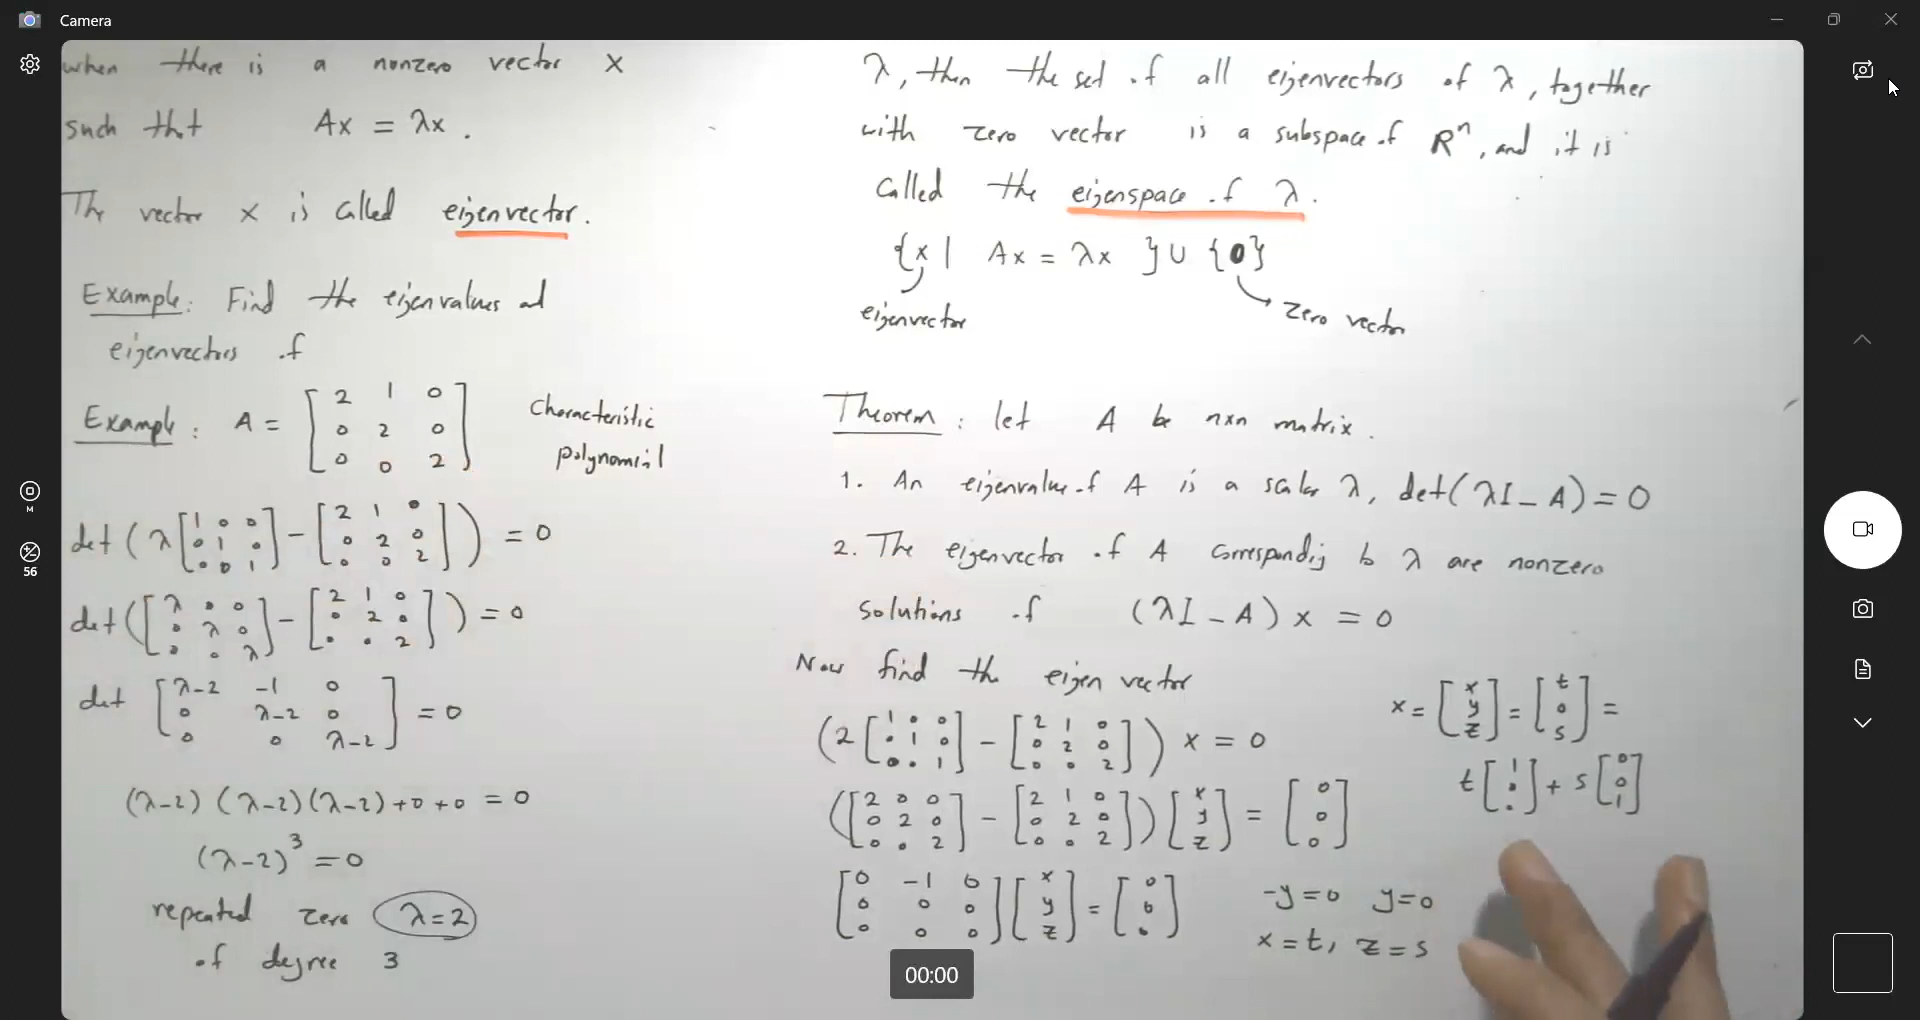 Camera
when there is a nonzero vector x
such that Ax = λx .
The vector x is called eigenvector.
Example: Find the eigenvalues and
eigenvectors of
Example: A = [2 1 0
0 2 0
0 0 2]
Characteristic
polynomial
det (λ [1 0 0
0 1 0
0 0 1] - [2 1 0
0 2 0
0 0 2]) = 0
det ([λ 0 0
0 λ 0
0 0 λ] - [2 1 0
0 2 0
0 0 2]) = 0
det [λ-2 -1 0
0 λ-2 0
0 0 λ-2] = 0
(λ-2) (λ-2) (λ-2) + 0 + 0 = 0
(λ-2)³ = 0
repeated zero λ=2
of degree 3
λ, then the set of all eigenvectors of λ, together
with zero vector is a subspace of Rⁿ, and it is
called the eigenspace of λ.
{x | Ax = λx } ∪ {0}
eigenvector
zero vector
Theorem : let A be nxn matrix.
1. An eigenvalue of A is a scalar λ, det(λI - A) = 0
2. The eigenvector of A corresponding to λ are nonzero
solutions of (λI - A) x = 0
Now find the eigen vector
(2 [1 0 0
0 1 0
0 0 1] - [2 1 0
0 2 0
0 0 2]) x = 0
([2 0 0
0 2 0
0 0 2] - [2 1 0
0 2 0
0 0 2]) [x
y
z] = [0
0
0]
[0 -1 0
0 0 0
0 0 0] [x
y
z] = [0
0
0]
-y=0 y=0
x=t, z=s
x = [x
y
z] = [t
0
s] =
t [1
0
0] + s [0
0
1]
M
56
00:00